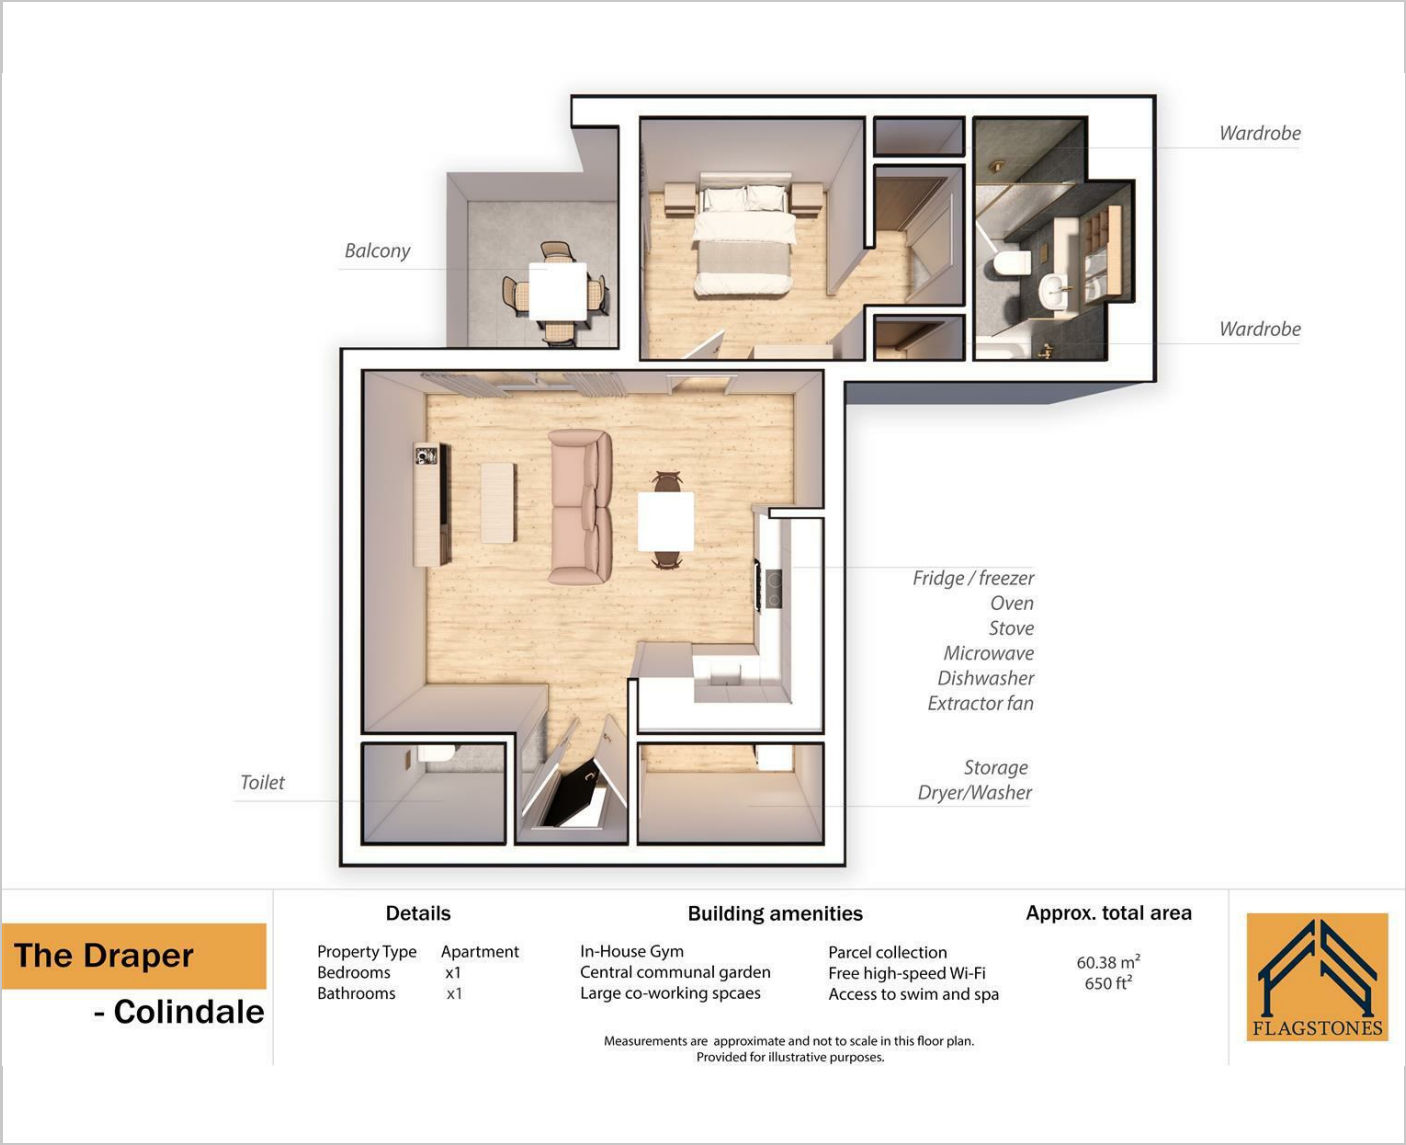 Wardrobe
Balcony
Wardrobe
Fridge / freezer
Oven
Stove
Microwave
Dishwasher
Extractor fan
Storage
Dryer/Washer
Toilet
The Draper
- Colindale
Details
Property Type Apartment
Bedrooms x1
Bathrooms x1
Building amenities
In-House Gym
Central communal garden
Large co-working spcaes
Parcel collection
Free high-speed Wi-Fi
Access to swim and spa
Approx. total area
60.38 m²
650 ft²
Measurements are approximate and not to scale in this floor plan.
Provided for illustrative purposes.
FLAGSTONES